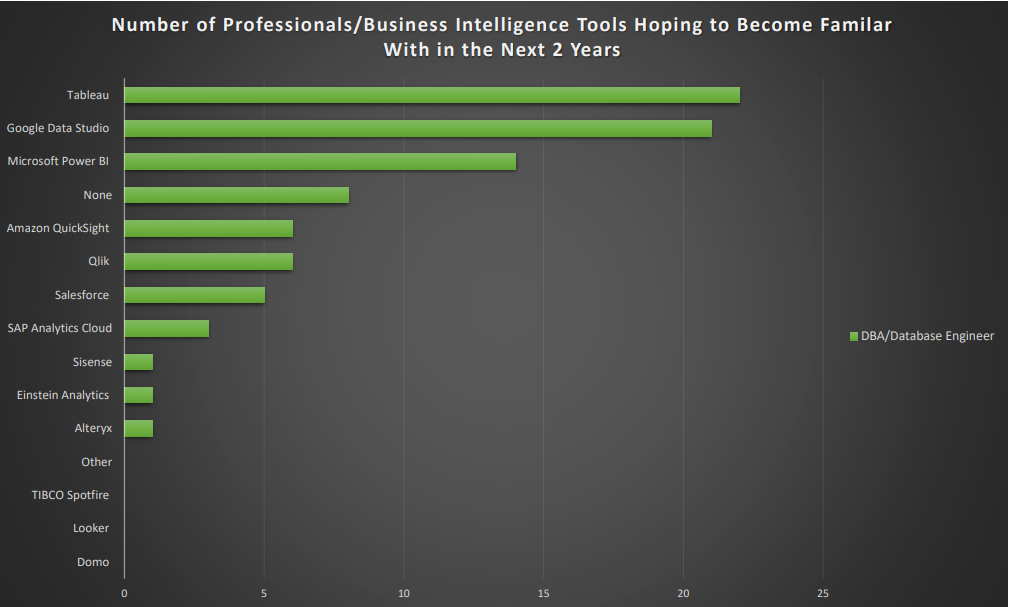 Number of Professionals/Business Intelligence Tools Hoping to Become Familar
With in the Next 2 Years
Tableau
Google Data Studio
Microsoft Power BI
None
Amazon QuickSight
Qlik
Salesforce
SAP Analytics Cloud
Sisense
Einstein Analytics
Alteryx
Other
TIBCO Spotfire
Looker
Domo
0 5 10 15 20 25
DBA/Database Engineer